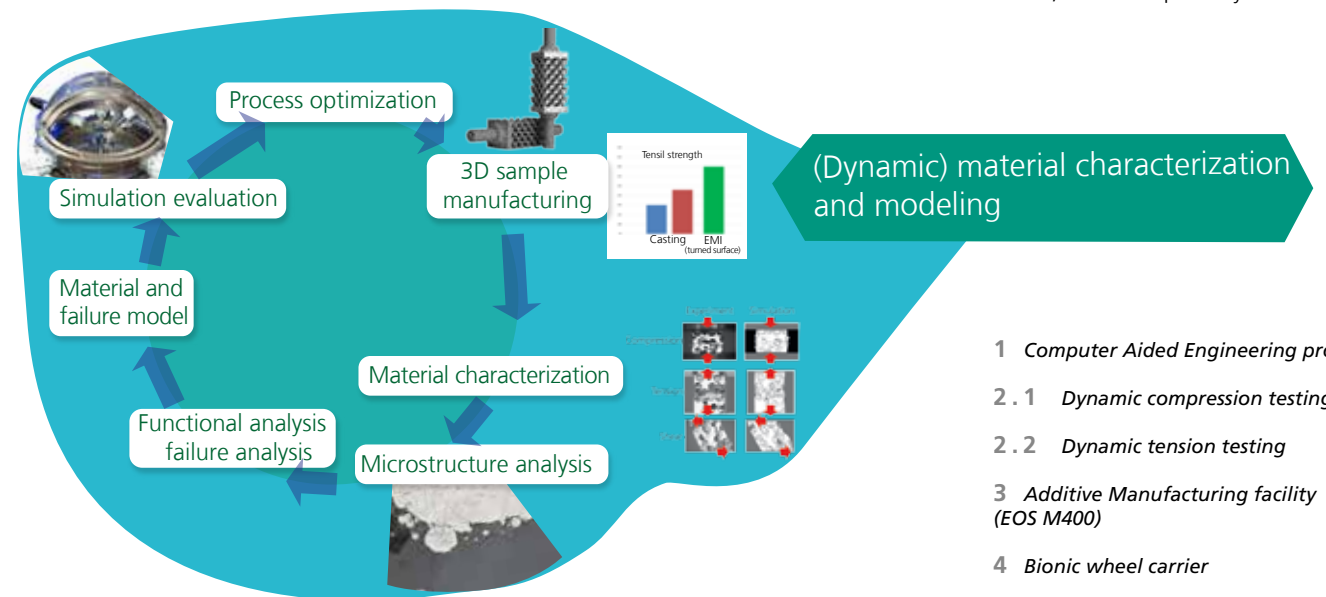 Process optimization
3D sample
manufacturing
Tensil strength
Casting
EMI
(turned surface)
Simulation evaluation
(Dynamic) material characterization
and modeling
Material and
failure model
Material characterization
Functional analysis
failure analysis
Microstructure analysis
1 Computer Aided Engineering
2.1 Dynamic compression testing
2.2 Dynamic tension testing
3 Additive Manufacturing facility
(EOS M400)
4 Bionic wheel carrier